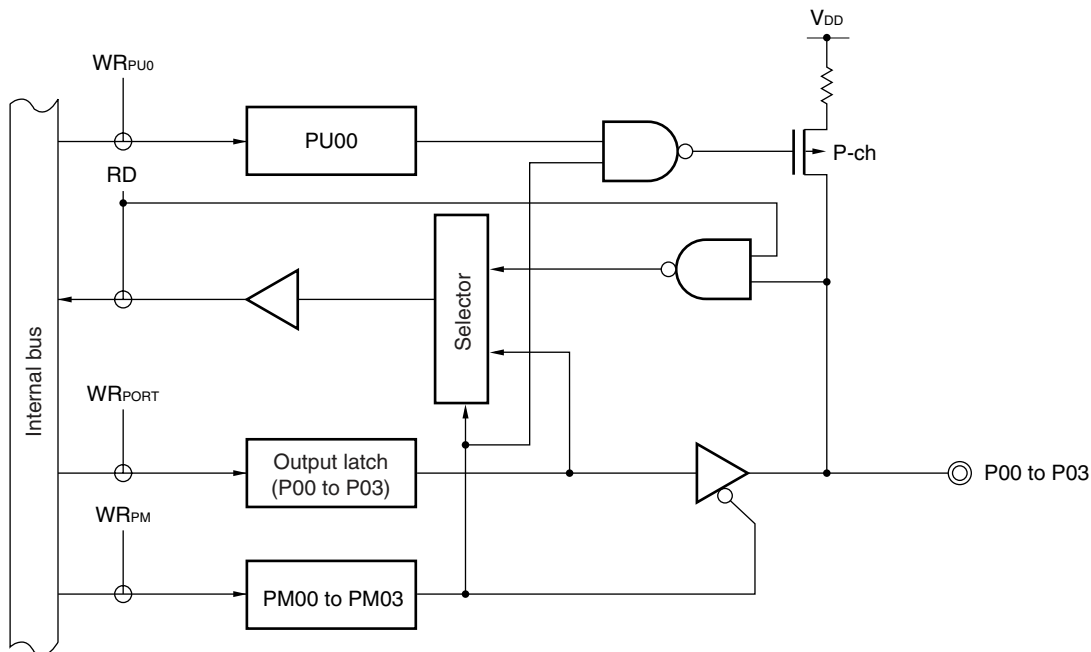 VDD
WRPU0
PU00
P-ch
RD
Selector
Internal bus
WRPORT
Output latch
(P00 to P03)
P00 to P03
WRPM
PM00 to PM03